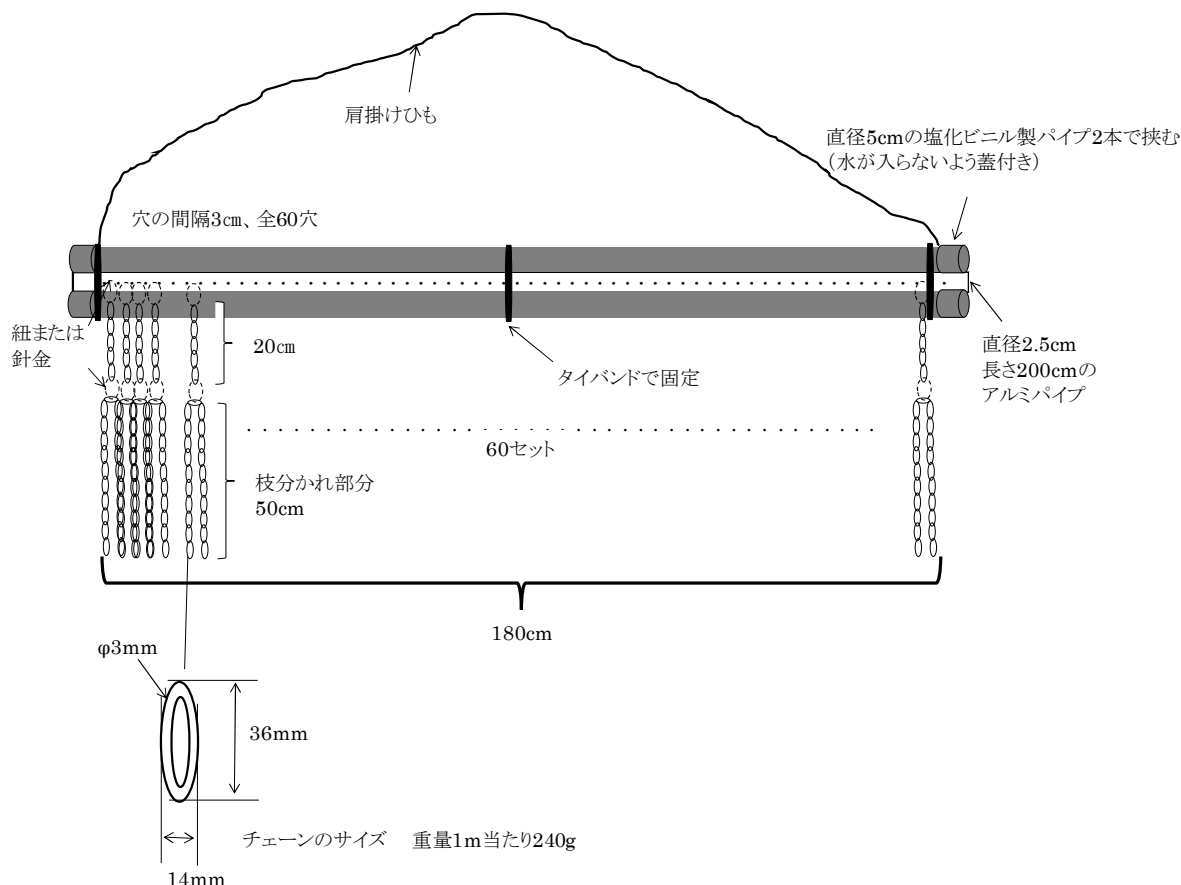 肩掛けひも
直径5cmの塩化ビニル製パイプ2本で挟む
（水が入らないよう蓋付き）
穴の間隔3㎝、全60穴
紐または
針金
20㎝
タイバンドで固定
直径2.5cm
長さ200cmの
アルミパイプ
60セット
枝分かれ部分
50cm
180cm
φ3mm
36mm
チェーンのサイズ　重量1m当たり240g
14mm